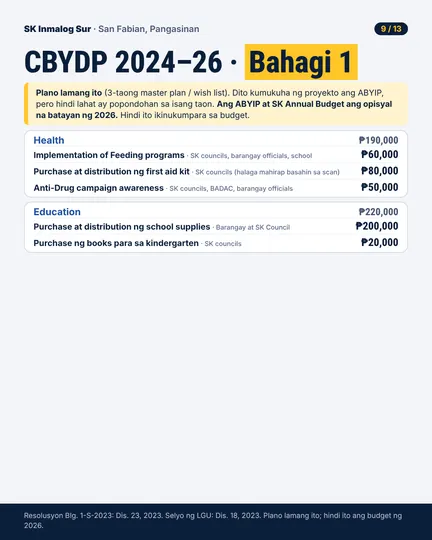 SK Inmalog Sur · San Fabian, Pangasinan
9 / 13
CBYDP 2024–26 · Bahagi 1
Plano lamang ito (3-taong master plan / wish list). Dito kumukuha ng proyekto ang ABYIP,
pero hindi lahat ay popondohan sa isang taon. Ang ABYIP at SK Annual Budget ang opisyal
na batayan ng 2026. Hindi ito ikinukumpara sa budget.
Health ₱190,000
Implementation of Feeding programs · SK councils, barangay officials, school ₱60,000
Purchase at distribution ng first aid kit · SK councils (halaga mahirap basahin sa scan) ₱80,000
Anti-Drug campaign awareness · SK councils, BADAC, barangay officials ₱50,000
Education ₱220,000
Purchase at distribution ng school supplies · Barangay at SK Council ₱200,000
Purchase ng books para sa kindergarten · SK councils ₱20,000
Resolusyon Blg. 1-S-2023: Dis. 23, 2023. Selyo ng LGU: Dis. 18, 2023. Plano lamang ito; hindi ito ang budget ng
2026.